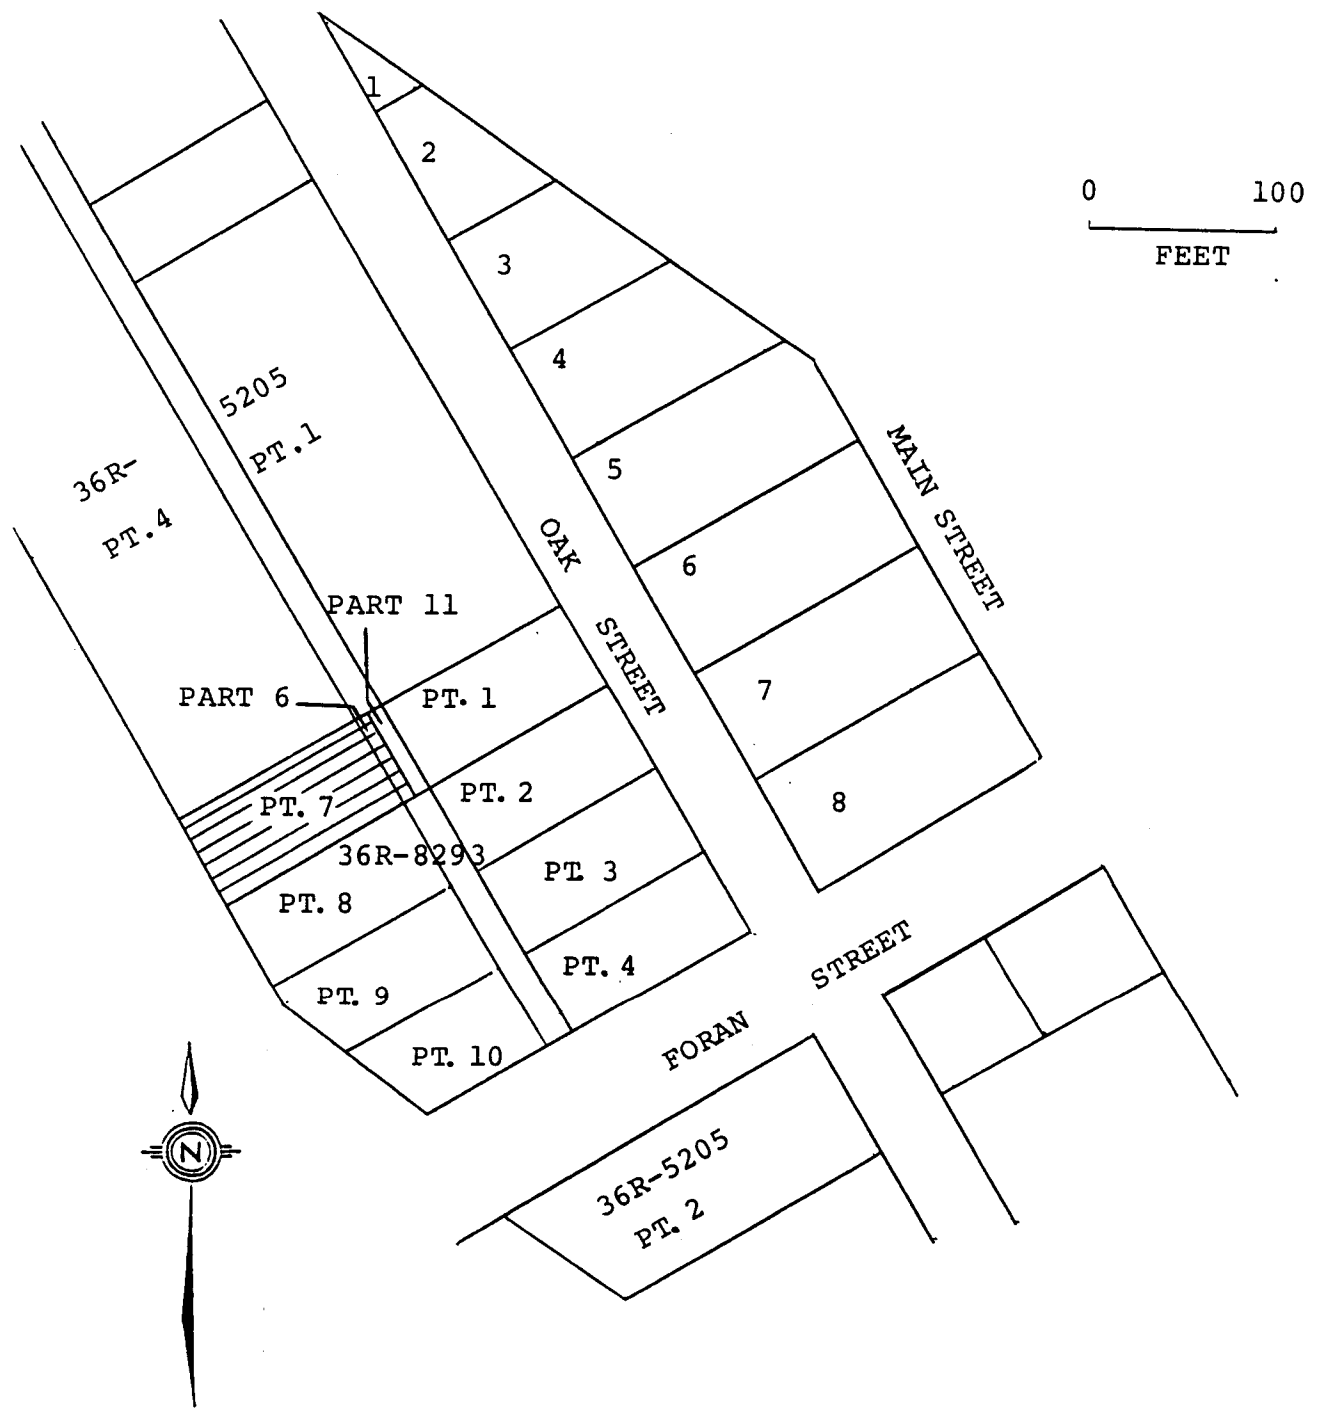 1
2
0 100
FEET
3
4
5205
PT.1
36R-
PT.4
5
MAIN STREET
OAK STREET
6
PART 11
PART 6
PT. 1
7
PT. 2
PT. 7
8
36R-8293
PT. 3
PT. 8
PT. 4
PT. 9
FORAN STREET
PT. 10
N
36R-5205
PT. 2